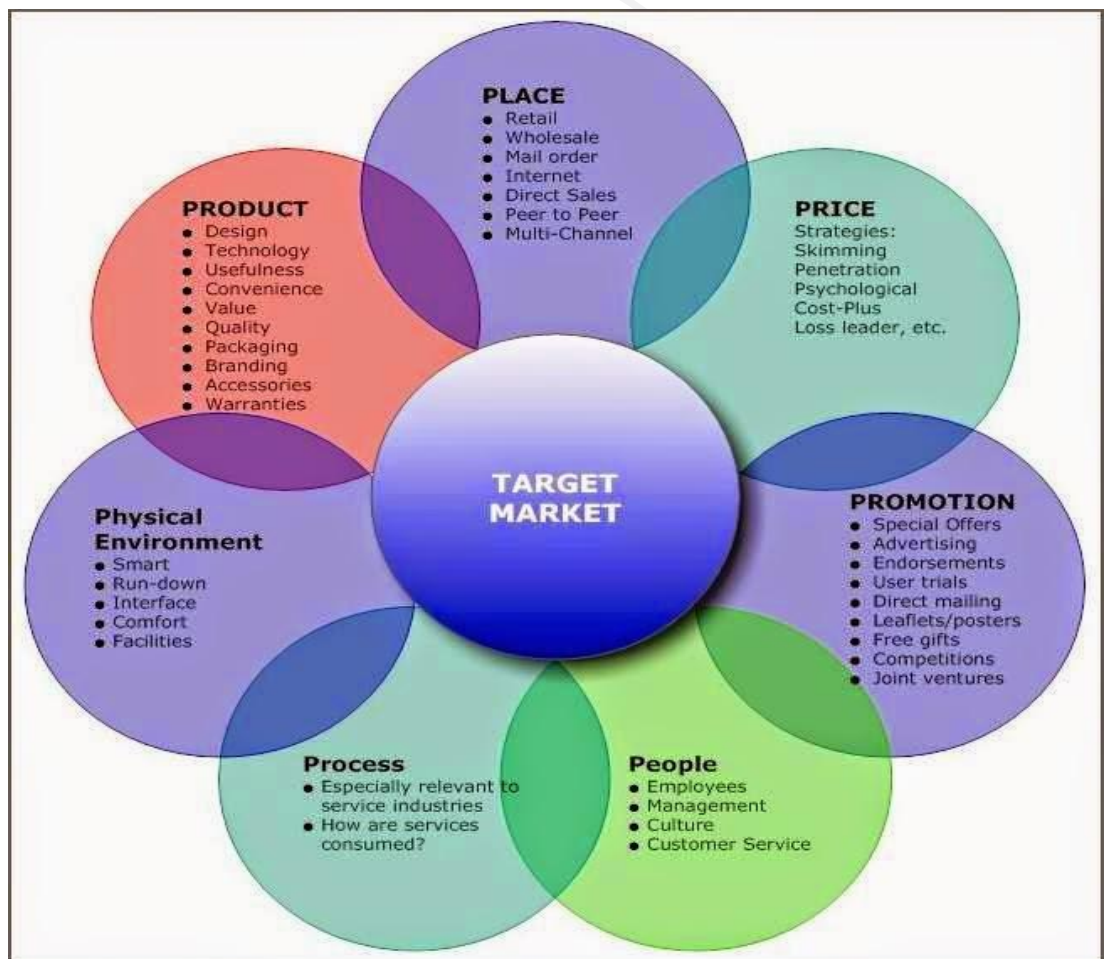 PLACE
● Retail
● Wholesale
● Mail order
● Internet
● Direct Sales
● Peer to Peer
● Multi-Channel
PRODUCT
● Design
● Technology
● Usefulness
● Convenience
● Value
● Quality
● Packaging
● Branding
● Accessories
● Warranties
PRICE
Strategies:
Skimming
Penetration
Psychological
Cost-Plus
Loss leader, etc.
TARGET
MARKET
Physical
Environment
● Smart
● Run-down
● Interface
● Comfort
● Facilities
PROMOTION
● Special Offers
● Advertising
● Endorsements
● User trials
● Direct mailing
● Leaflets/posters
● Free gifts
● Competitions
● Joint ventures
Process
● Especially relevant to
service industries
● How are services
consumed?
People
● Employees
● Management
● Culture
● Customer Service